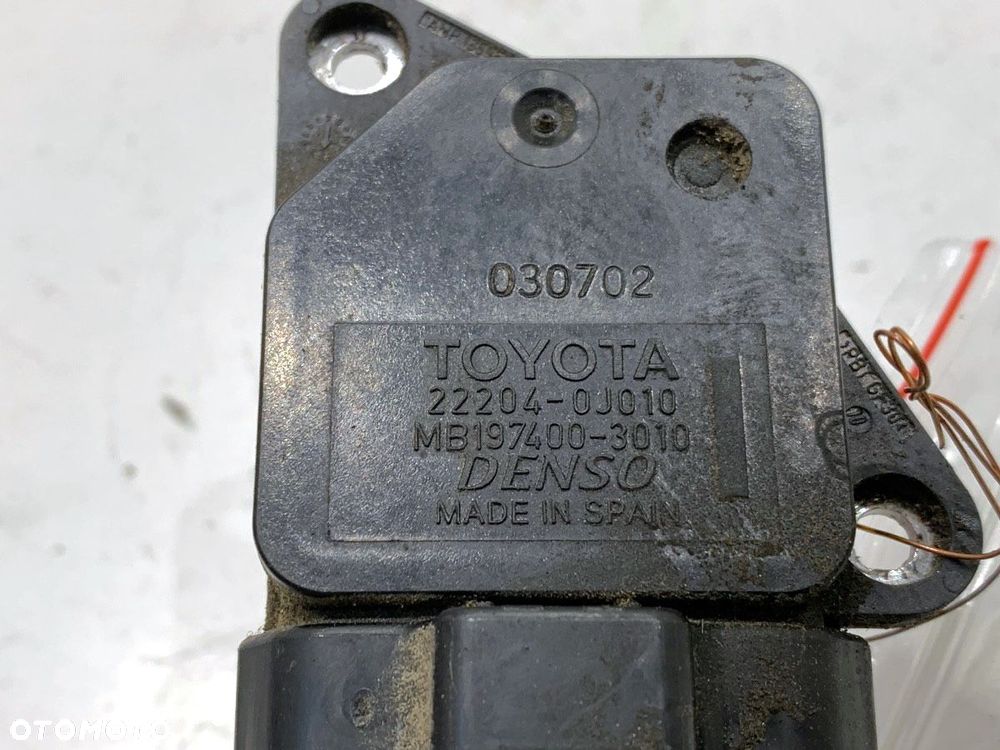 030702
TOYOTA
22204-0J010
MB197400-3010
DENSO
MADE IN SPAIN
OTOMOTO